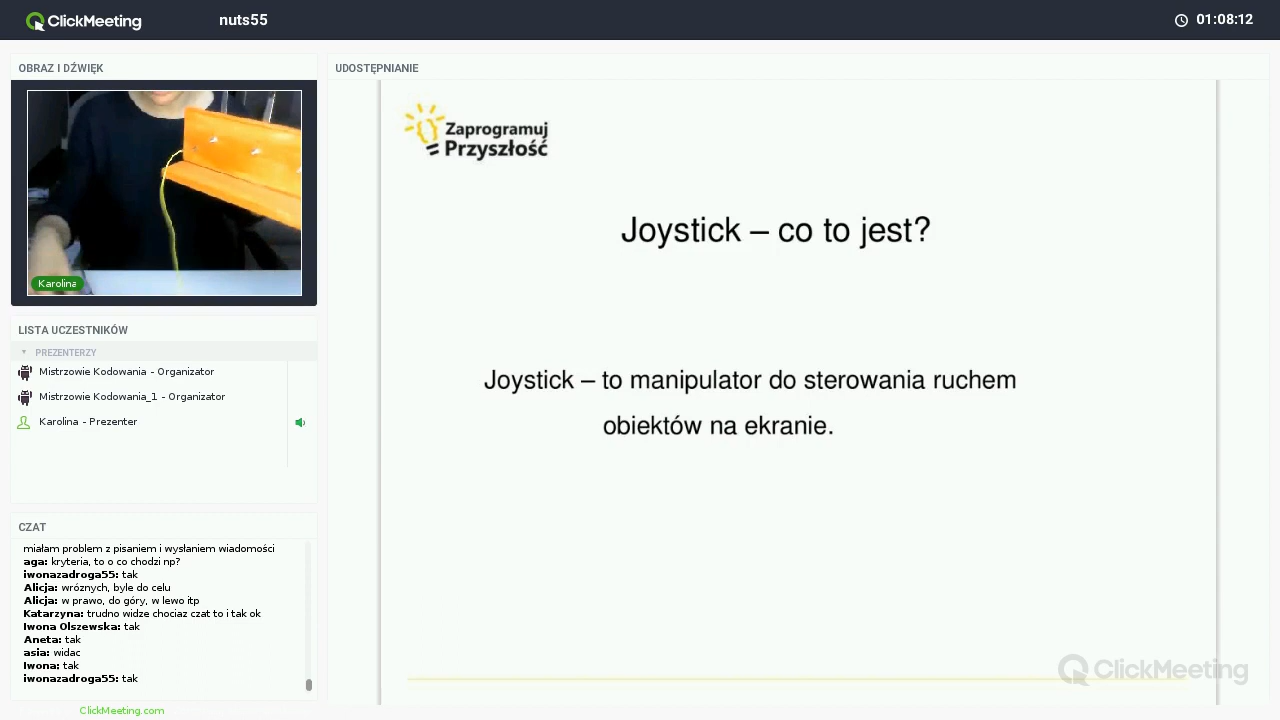 ClickMeeting
nuts55
01:08:12
OBRAZ I DŹWIĘK
Karolina
LISTA UCZESTNIKÓW
PREZENTERZY
Mistrzowie Kodowania - Organizator
Mistrzowie Kodowania_1 - Organizator
Karolina - Prezenter
CZAT
miałam problem z pisaniem i wysłaniem wiadomości
aga: kryteria, to o co chodzi np?
iwonazadroga55: tak
Alicja: wróznych, byle do celu
Alicja: w prawo, do góry, w lewo itp
Katarzyna: trudno widze chociaz czat to i tak ok
Iwona Olszewska: tak
Aneta: tak
asia: widac
Iwona: tak
iwonazadroga55: tak
ClickMeeting.com
UDOSTĘPNIANIE
Zaprogramuj
Przyszłość
Joystick – co to jest?
Joystick – to manipulator do sterowania ruchem
obiektów na ekranie.
ClickMeeting